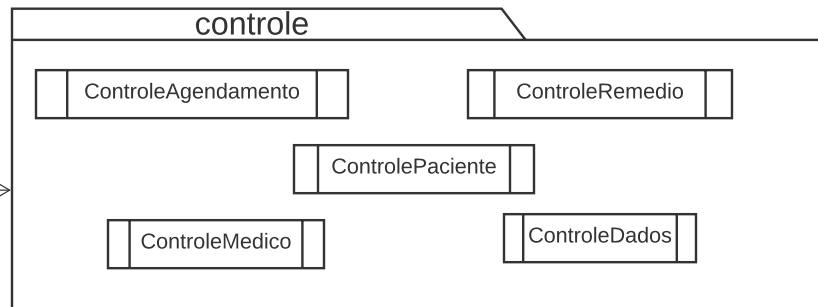 controle
ControleAgendamento
ControleRemedio
ControlePaciente
ControleMedico
ControleDados